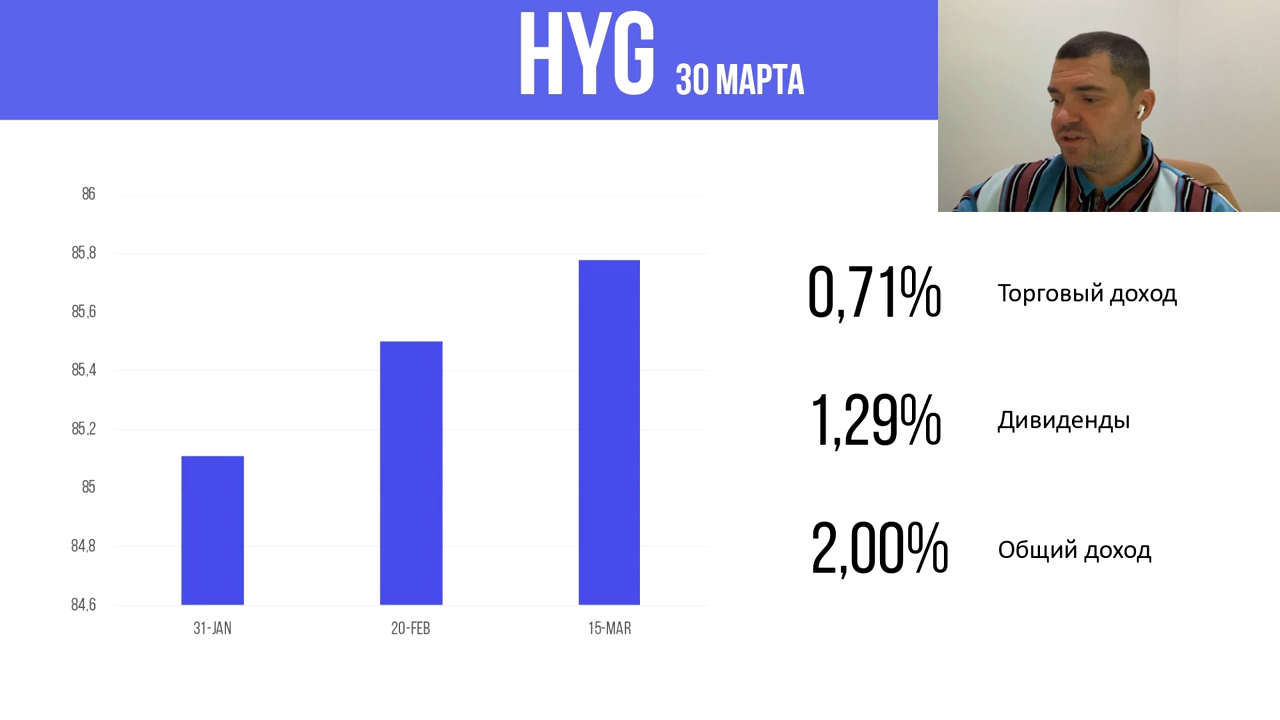 HYG 30 МАРТА
86
85,8
85,6
85,4
85,2
85
84,8
84,6
31-JAN 20-FEB 15-MAR
0,71% Торговый доход
1,29% Дивиденды
2,00% Общий доход